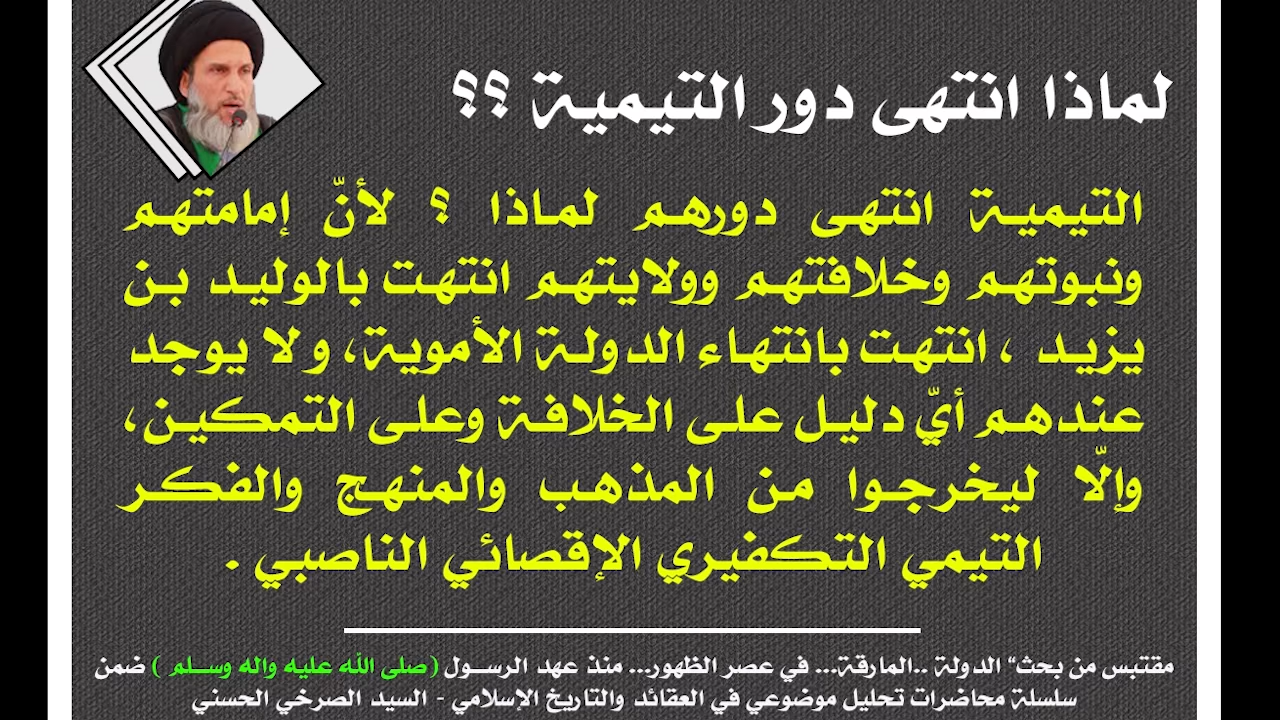 لماذا انتهى دور التيمية ؟؟
التيمية انتهى دورهم لماذا ؟ لأنّ إمامتهم
ونبوتهم وخلافتهم وولايتهم انتهت بالوليد بن
يزيد ، انتهت بانتهاء الدولة الأموية، ولا يوجد
عندهم أيّ دليل على الخلافة وعلى التمكين،
وإلّا ليخرجوا من المذهب والمنهج والفكر
التيمي التكفيري الإقصائي الناصبي .
مقتبس من بحث“ الدولة ..المارقة... في عصر الظهور... منذ عهد الرسول ( صلى الله عليه واله وسلم ) ضمن
سلسلة محاضرات تحليل موضوعي في العقائد والتاريخ الإسلامي - السيد الصرخي الحسني